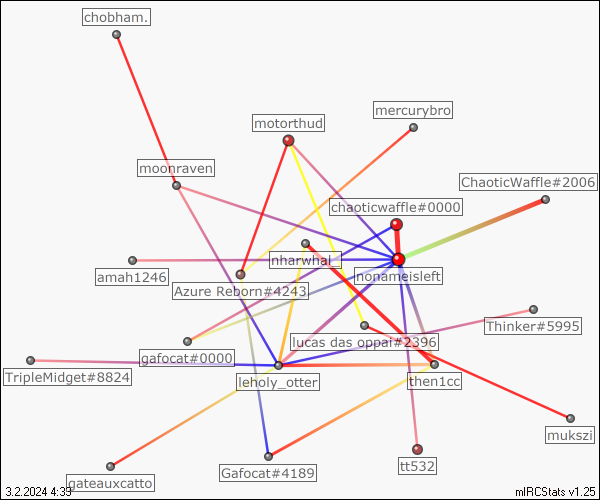 chobham.
mercurybro
motorthud
moonraven
ChaoticWaffle#2006
chaoticwaffle#0000
nharwhal_
amah1246
nonameisleft
Azure Reborn#4243
Thinker#5995
lucas das oppai#2396
gafocat#0000
TripleMidget#8824
leholy_otter
then1cc
mukszi
tt532
Gafocat#4189
gateauxcatto
3.2.2024 4:39
mIRCStats v1.25